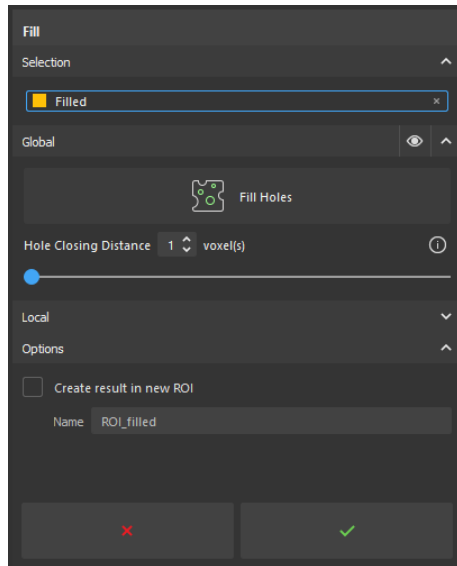 Fill
Selection
Filled
Global
Fill Holes
Hole Closing Distance 1 voxel(s)
Local
Options
Create result in new ROI
Name ROI_filled